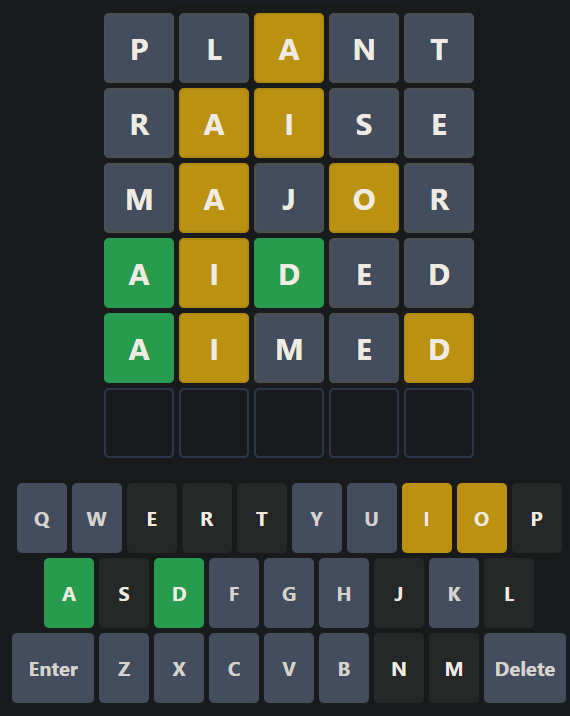 P L A N T
R A I S E
M A J O R
A I D E D
A I M E D
Q W E R T Y U I O P
A S D F G H J K L
Enter Z X C V B N M Delete